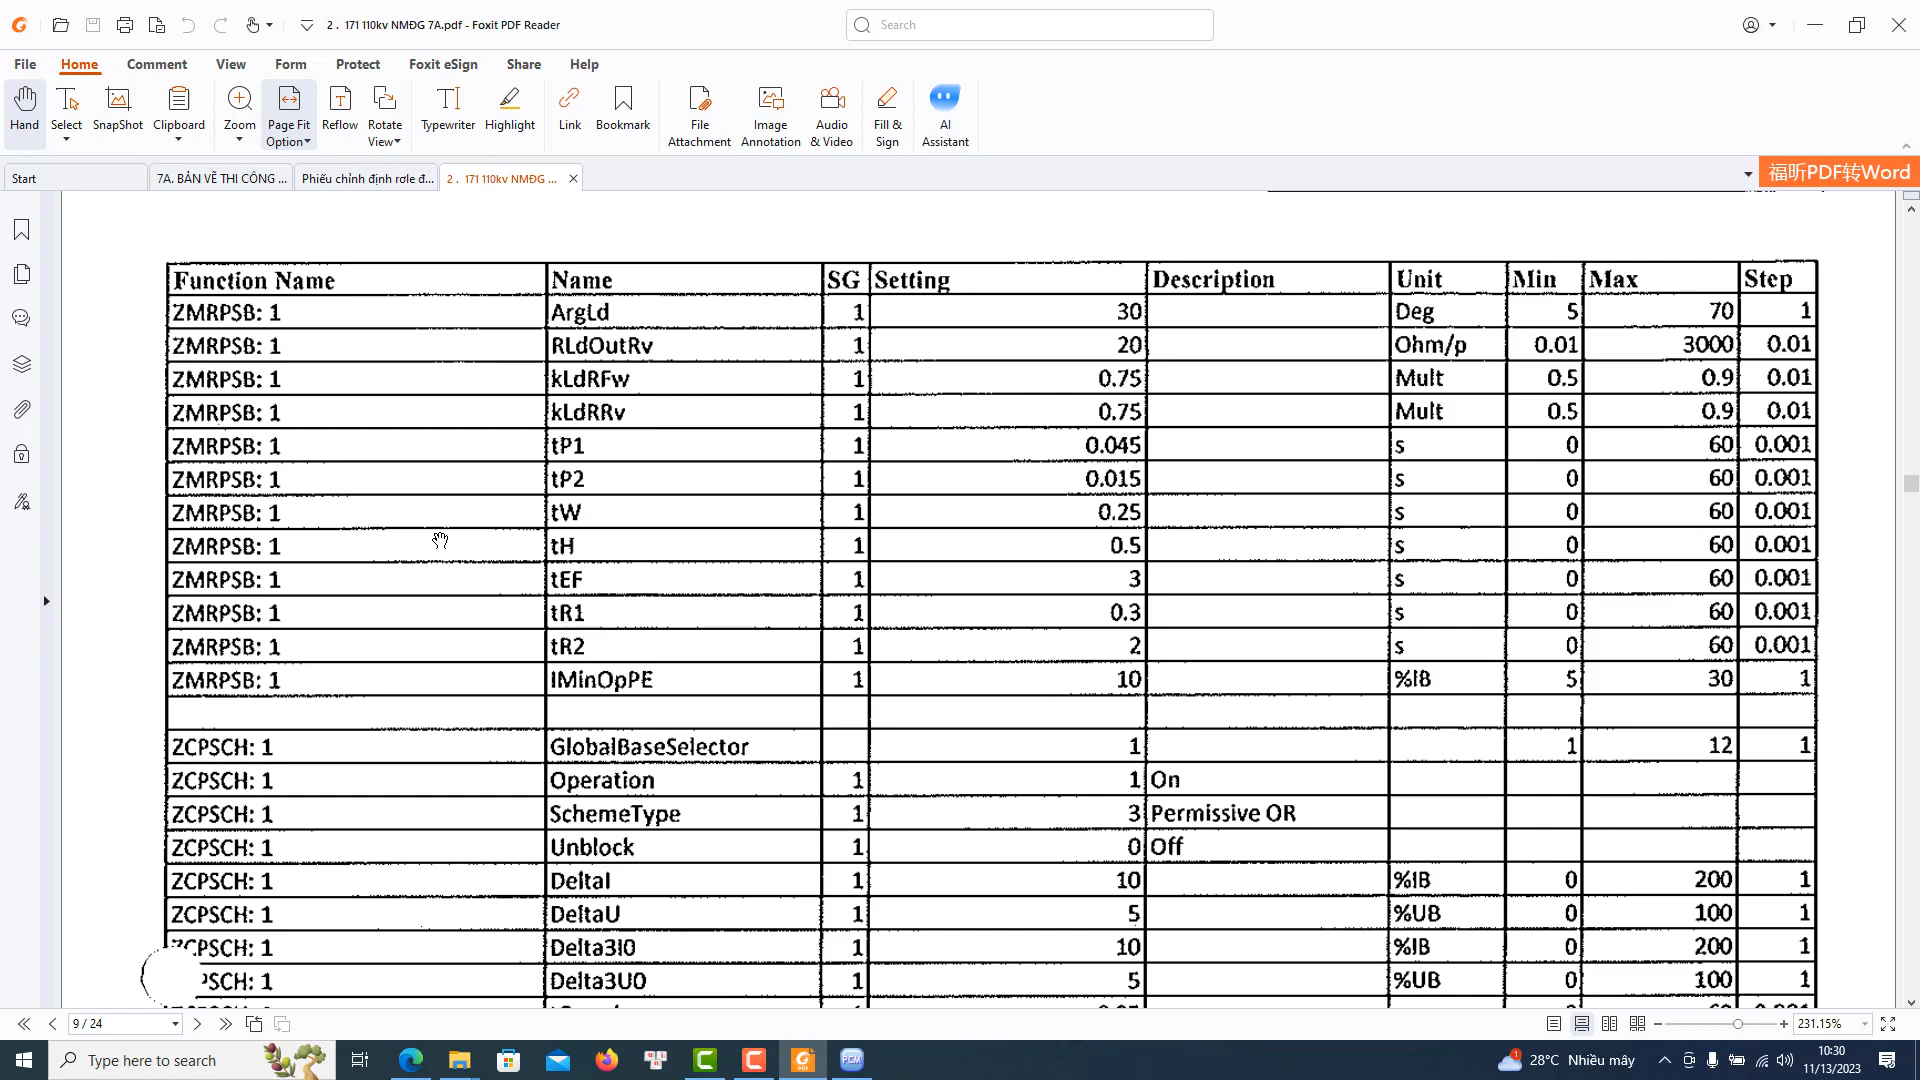 2 . 171 110kv NMĐG 7A.pdf - Foxit PDF Reader
Search
File Home Comment View Form Protect Foxit eSign Share Help
Hand Select SnapShot Clipboard Zoom Page Fit Option Reflow Rotate View Typewriter Highlight Link Bookmark File Attachment Image Annotation Audio & Video Fill & Sign AI Assistant
Start 7A. BẢN VẼ THI CÔNG ... Phiếu chỉnh định rơle đ... 2 . 171 110kv NMĐG ... 福昕PDF转Word
Function Name Name SG Setting Description Unit Min Max Step
ZMRPSB: 1 ArgLd 1 30 Deg 5 70 1
ZMRPSB: 1 RLdOutRv 1 20 Ohm/p 0.01 3000 0.01
ZMRPSB: 1 kLdRFw 1 0.75 Mult 0.5 0.9 0.01
ZMRPSB: 1 kLdRRv 1 0.75 Mult 0.5 0.9 0.01
ZMRPSB: 1 tP1 1 0.045 s 0 60 0.001
ZMRPSB: 1 tP2 1 0.015 s 0 60 0.001
ZMRPSB: 1 tW 1 0.25 s 0 60 0.001
ZMRPSB: 1 tH 1 0.5 s 0 60 0.001
ZMRPSB: 1 tEF 1 3 s 0 60 0.001
ZMRPSB: 1 tR1 1 0.3 s 0 60 0.001
ZMRPSB: 1 tR2 1 2 s 0 60 0.001
ZMRPSB: 1 IMinOpPE 1 10 %IB 5 30 1
ZCPSCH: 1 GlobalBaseSelector 1 1 12 1
ZCPSCH: 1 Operation 1 1 On
ZCPSCH: 1 SchemeType 1 3 Permissive OR
ZCPSCH: 1 Unblock 1 0 Off
ZCPSCH: 1 DeltaI 1 10 %IB 0 200 1
ZCPSCH: 1 DeltaU 1 5 %UB 0 100 1
ZCPSCH: 1 Delta3I0 1 10 %IB 0 200 1
PSCH: 1 Delta3U0 1 5 %UB 0 100 1
9 / 24 231.15%
Type here to search PCM 1 28°C Nhiều mây 10:30
11/13/2023